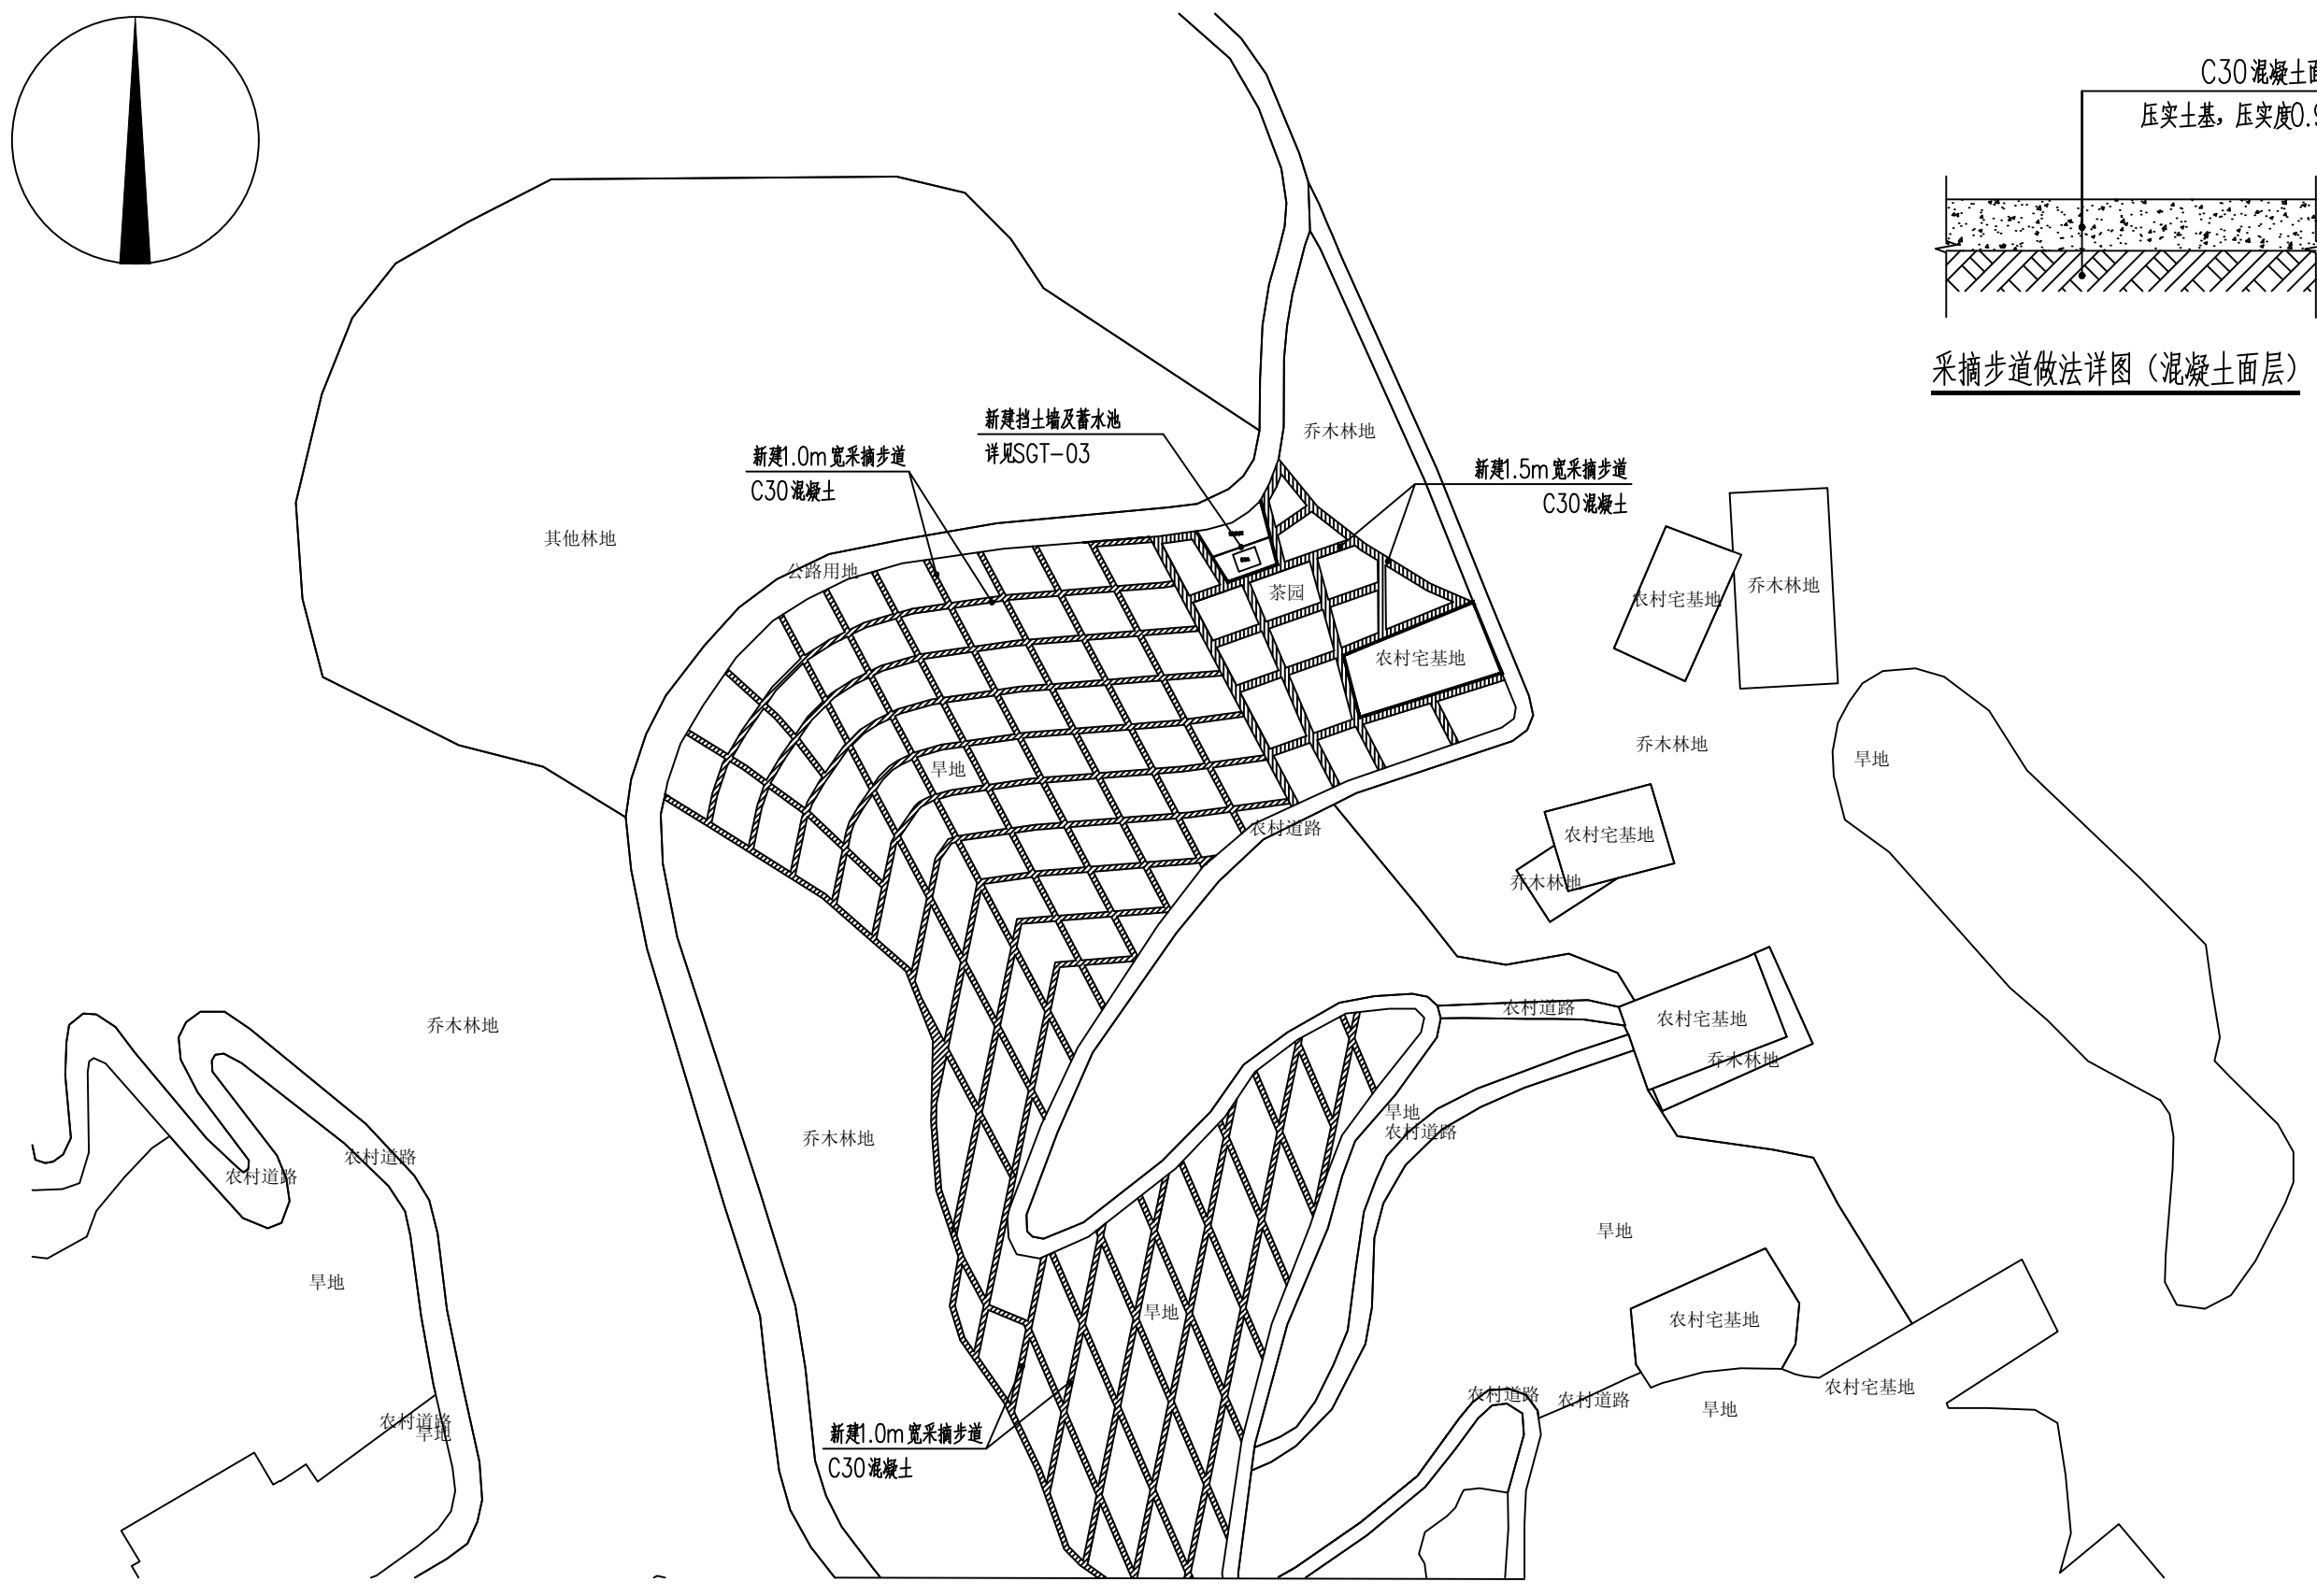 C30混凝土面
压实土基，压实度0.9
采摘步道做法详图（混凝土面层）
新建挡土墙及蓄水池
详见SGT-03
新建1.0m宽采摘步道
C30混凝土
新建1.5m宽采摘步道
C30混凝土
乔木林地
其他林地
公路用地
茶园
农村宅基地
乔木林地
农村宅基地
乔木林地
旱地
旱地
农村道路
农村宅基地
乔木林地
农村道路
农村宅基地
乔木林地
乔木林地
旱地
农村道路
乔木林地
农村道路
农村道路
旱地
旱地
旱地
农村宅基地
农村宅基地
农村道路
农村道路
旱地
农村道路
旱地
新建1.0m宽采摘步道
C30混凝土